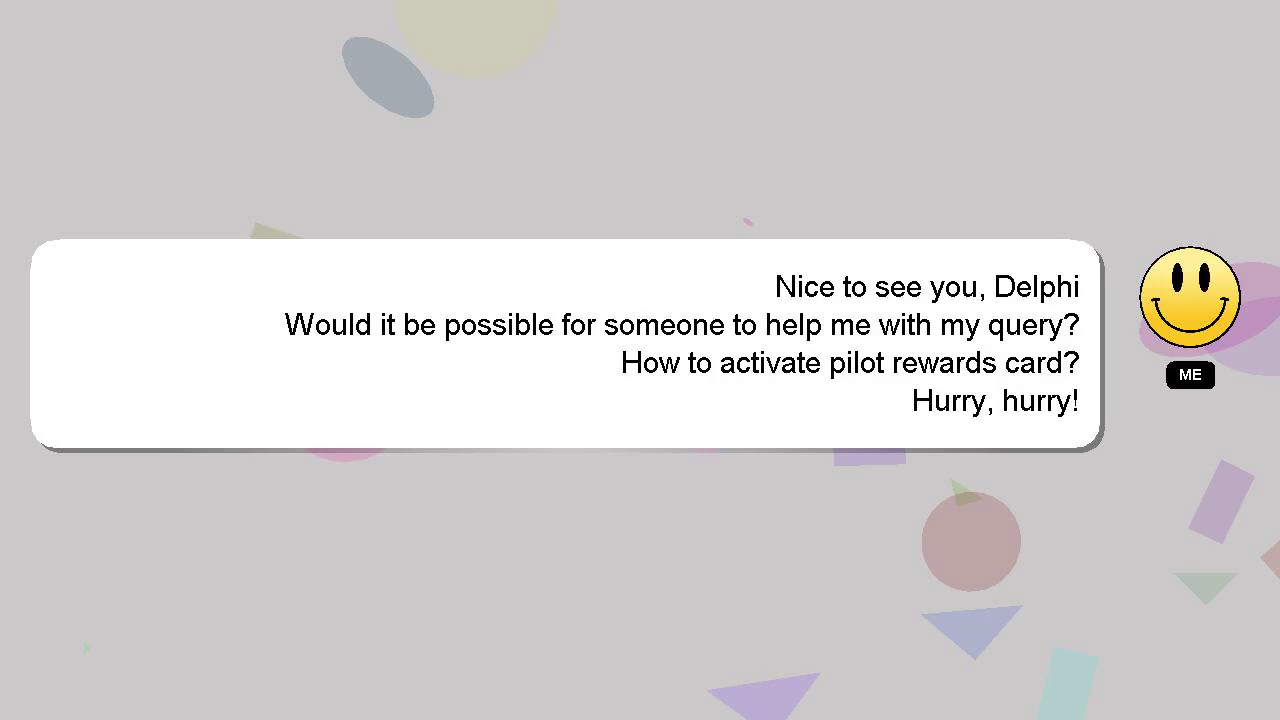 Nice to see you, Delphi
Would it be possible for someone to help me with my query?
How to activate pilot rewards card?
Hurry, hurry!
ME